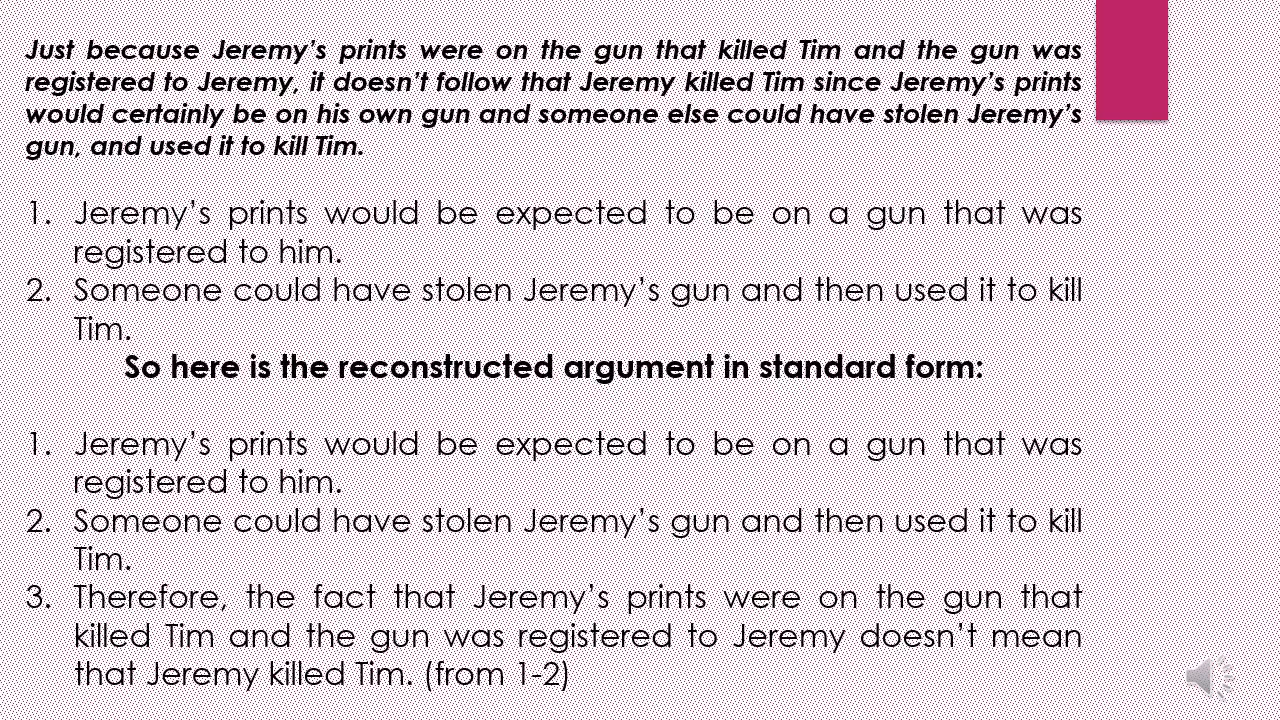 Just because Jeremy’s prints were on the gun that killed Tim and the gun was
registered to Jeremy, it doesn’t follow that Jeremy killed Tim since Jeremy’s prints
would certainly be on his own gun and someone else could have stolen Jeremy’s
gun, and used it to kill Tim.
1. Jeremy’s prints would be expected to be on a gun that was
registered to him.
2. Someone could have stolen Jeremy’s gun and then used it to kill
Tim.
So here is the reconstructed argument in standard form:
1. Jeremy’s prints would be expected to be on a gun that was
registered to him.
2. Someone could have stolen Jeremy’s gun and then used it to kill
Tim.
3. Therefore, the fact that Jeremy’s prints were on the gun that
killed Tim and the gun was registered to Jeremy doesn’t mean
that Jeremy killed Tim. (from 1-2)